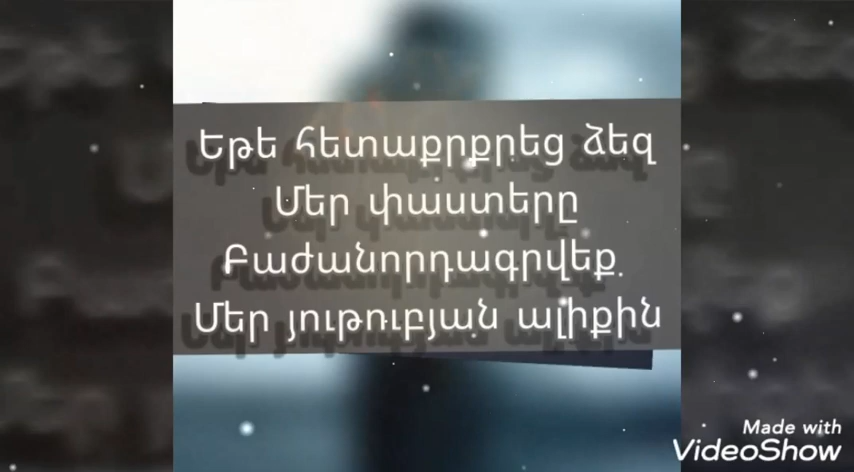 Եթե հետաքրքրեց ձեզ
Մեր փաստերը
Բաժանորդագրվեք.
Մեր յութուբյան ալիքին
Made with
VideoShow